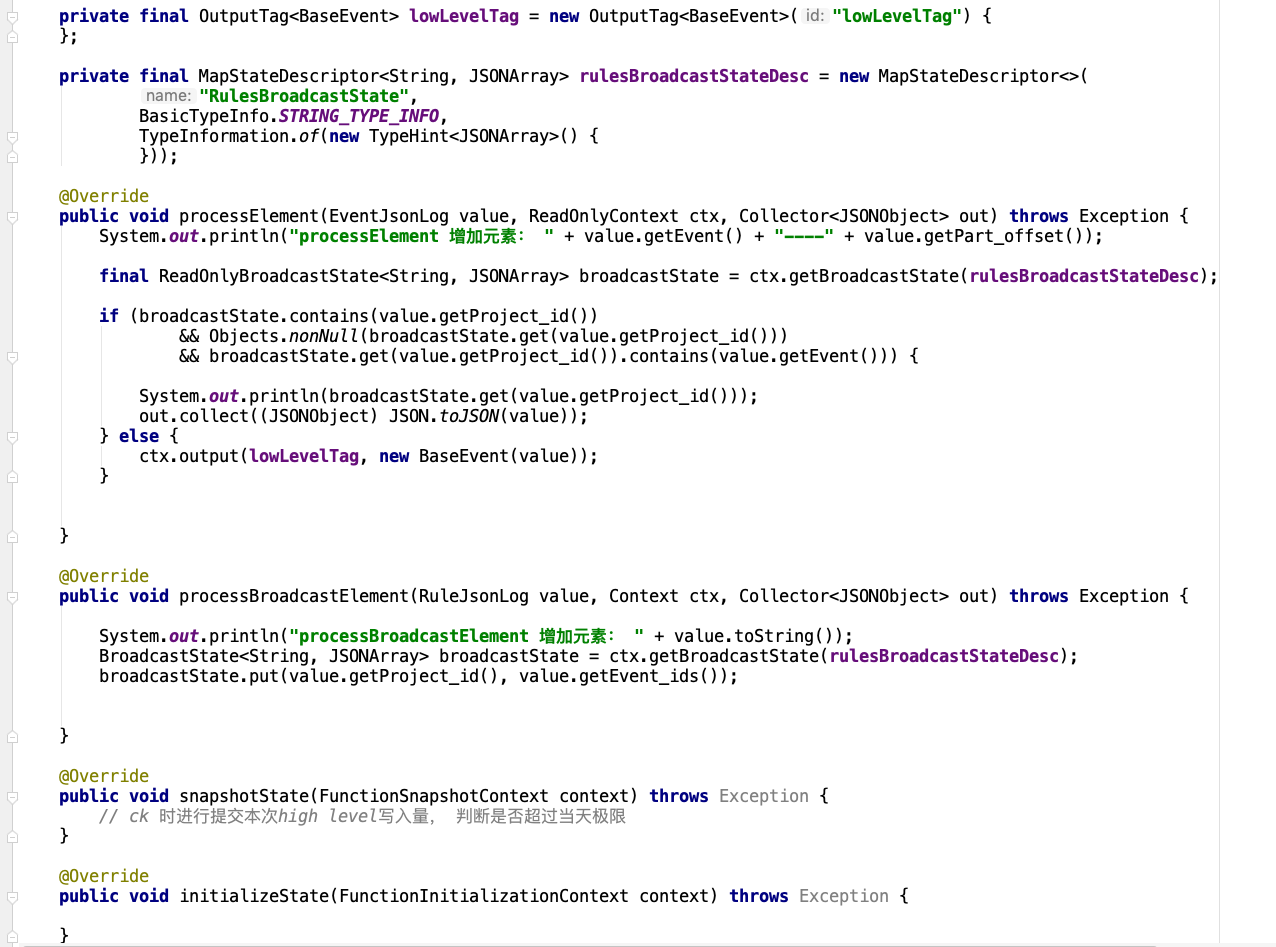 private final OutputTag<BaseEvent> lowLevelTag = new OutputTag<BaseEvent>( id: "lowLevelTag") {
};
private final MapStateDescriptor<String, JSONArray> rulesBroadcastStateDesc = new MapStateDescriptor<>(
name: "RulesBroadcastState",
BasicTypeInfo.STRING_TYPE_INFO,
TypeInformation.of(new TypeHint<JSONArray>() {
}));
@Override
public void processElement(EventJsonLog value, ReadOnlyContext ctx, Collector<JSONObject> out) throws Exception {
System.out.println("processElement 增加元素： " + value.getEvent() + "----" + value.getPart_offset());
final ReadOnlyBroadcastState<String, JSONArray> broadcastState = ctx.getBroadcastState(rulesBroadcastStateDesc);
if (broadcastState.contains(value.getProject_id())
&& Objects.nonNull(broadcastState.get(value.getProject_id()))
&& broadcastState.get(value.getProject_id()).contains(value.getEvent())) {
System.out.println(broadcastState.get(value.getProject_id()));
out.collect((JSONObject) JSON.toJSON(value));
} else {
ctx.output(lowLevelTag, new BaseEvent(value));
}
}
@Override
public void processBroadcastElement(RuleJsonLog value, Context ctx, Collector<JSONObject> out) throws Exception {
System.out.println("processBroadcastElement 增加元素： " + value.toString());
BroadcastState<String, JSONArray> broadcastState = ctx.getBroadcastState(rulesBroadcastStateDesc);
broadcastState.put(value.getProject_id(), value.getEvent_ids());
}
@Override
public void snapshotState(FunctionSnapshotContext context) throws Exception {
// ck 时进行提交本次high level写入量， 判断是否超过当天极限
}
@Override
public void initializeState(FunctionInitializationContext context) throws Exception {
}